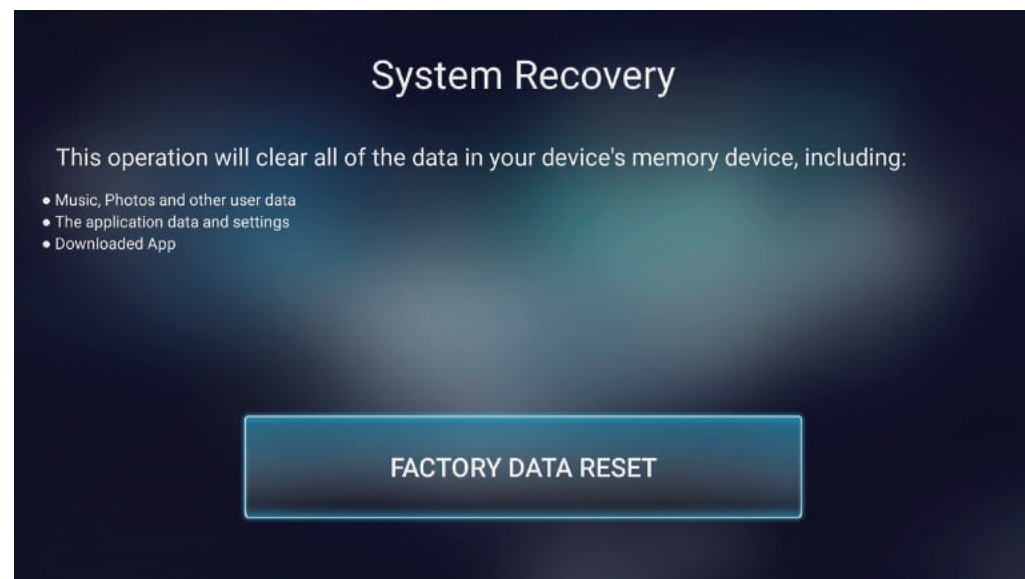 System Recovery
This operation will clear all of the data in your device's memory device, including:
● Music, Photos and other user data
● The application data and settings
● Downloaded App
FACTORY DATA RESET